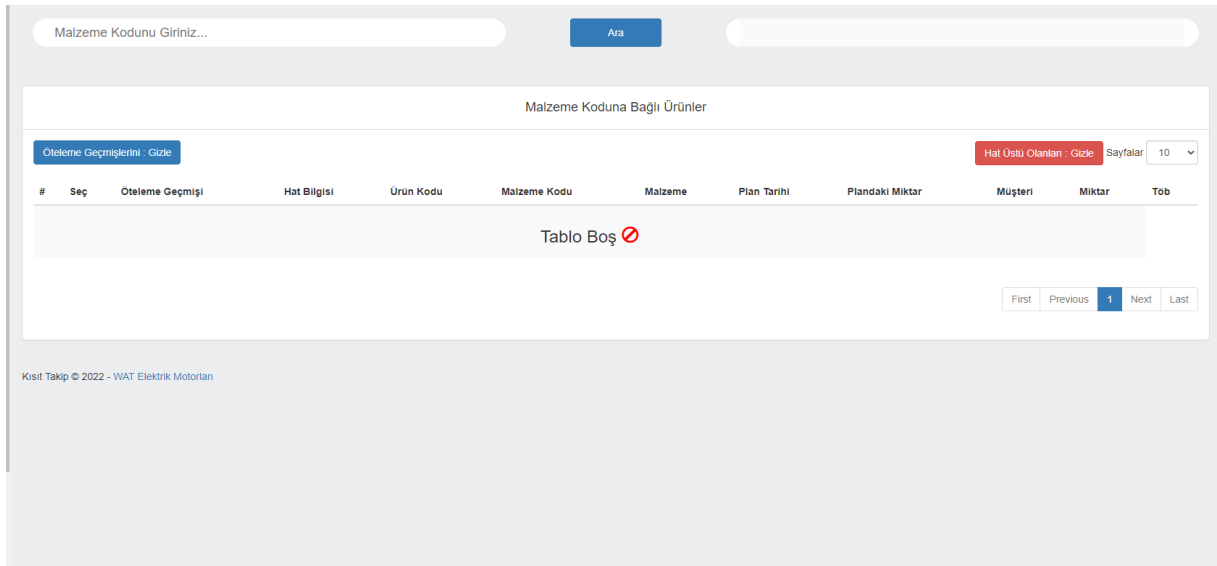 Malzeme Kodunu Giriniz... Ara
Malzeme Koduna Bağlı Ürünler
Öteleme Geçmişlerini : Gizle Hat Üstü Olanları : Gizle Sayfalar 10
# Seç Öteleme Geçmişi Hat Bilgisi Ürün Kodu Malzeme Kodu Malzeme Plan Tarihi Plandaki Miktar Müşteri Miktar Töb
Tablo Boş
First Previous 1 Next Last
Kısıt Takip © 2022 - WAT Elektrik Motorları